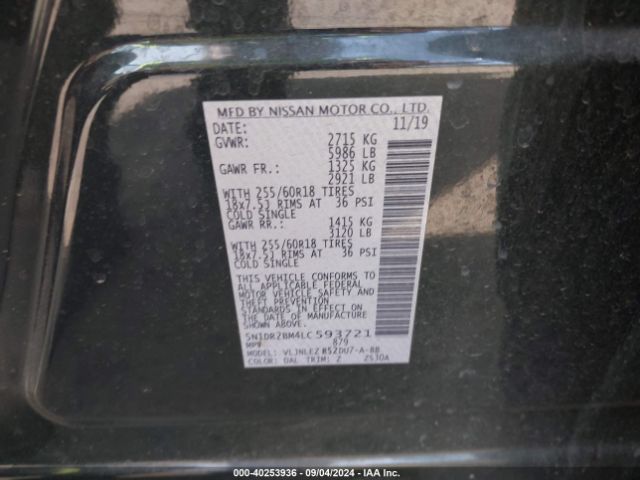 MFD BY NISSAN MOTOR CO., LTD.
DATE: 11/19
GVWR: 2715 KG
5986 LB
GAWR FR.: 1325 KG
2921 LB
WITH 255/60R18 TIRES
18x7.5J RIMS AT 36 PSI
COLD SINGLE
GAWR RR.: 1415 KG
3120 LB
WITH 255/60R18 TIRES
18x7.5J RIMS AT 36 PSI
COLD SINGLE
THIS VEHICLE CONFORMS TO
ALL APPLICABLE FEDERAL
MOTOR VEHICLE SAFETY AND
THEFT PREVENTION
STANDARDS IN EFFECT ON
THE DATE OF MANUFACTURE
SHOWN ABOVE.
5N1DR2BM4LC593721
MPV 879
MODEL:
COLOR: TRIM: Z
000-40253936 - 09/04/2024 - IAA Inc.